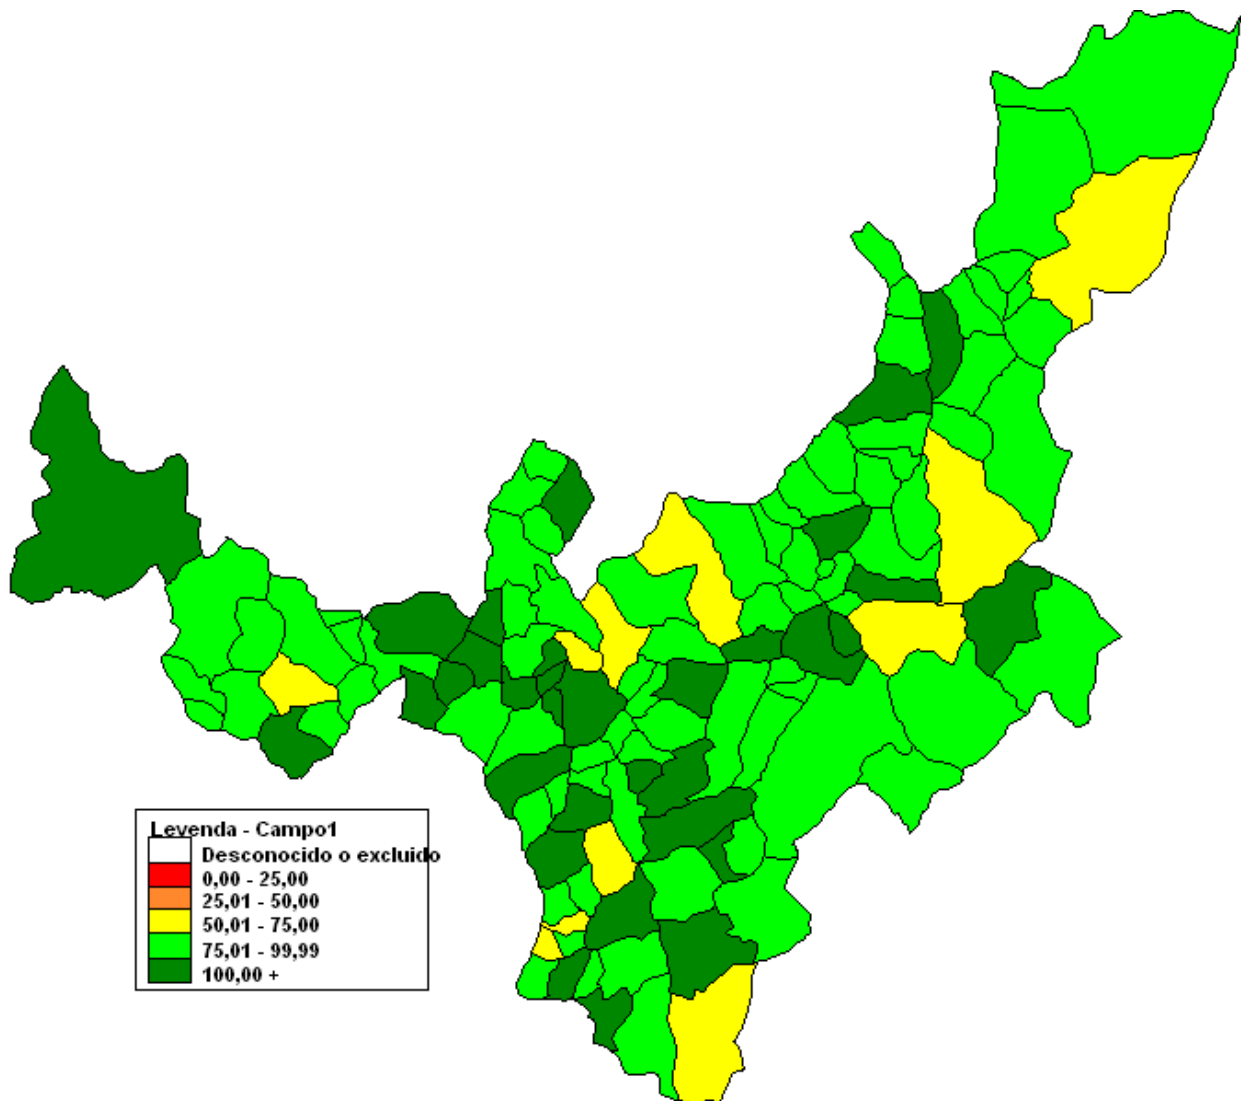 Leyenda - Campo1
Desconocido o excluido
0,00 - 25,00
25,01 - 50,00
50,01 - 75,00
75,01 - 99,99
100,00 +